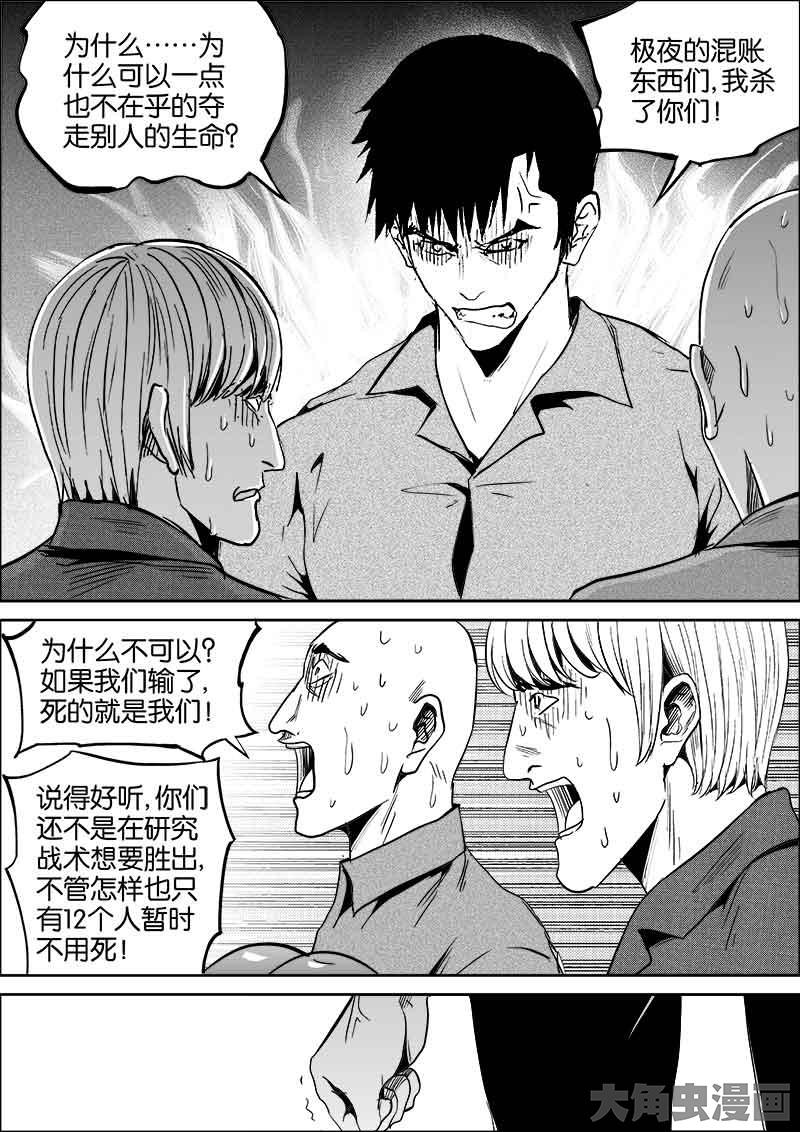 为什么……为
什么可以一点
也不在乎的夺
走别人的生命?
极夜的混账
东西们,我杀
了你们!
为什么不可以?
如果我们输了,
死的就是我们!
说得好听,你们
还不是在研究
战术想要胜出,
不管怎样也只
有12个人暂时
不用死!
大角虫漫画